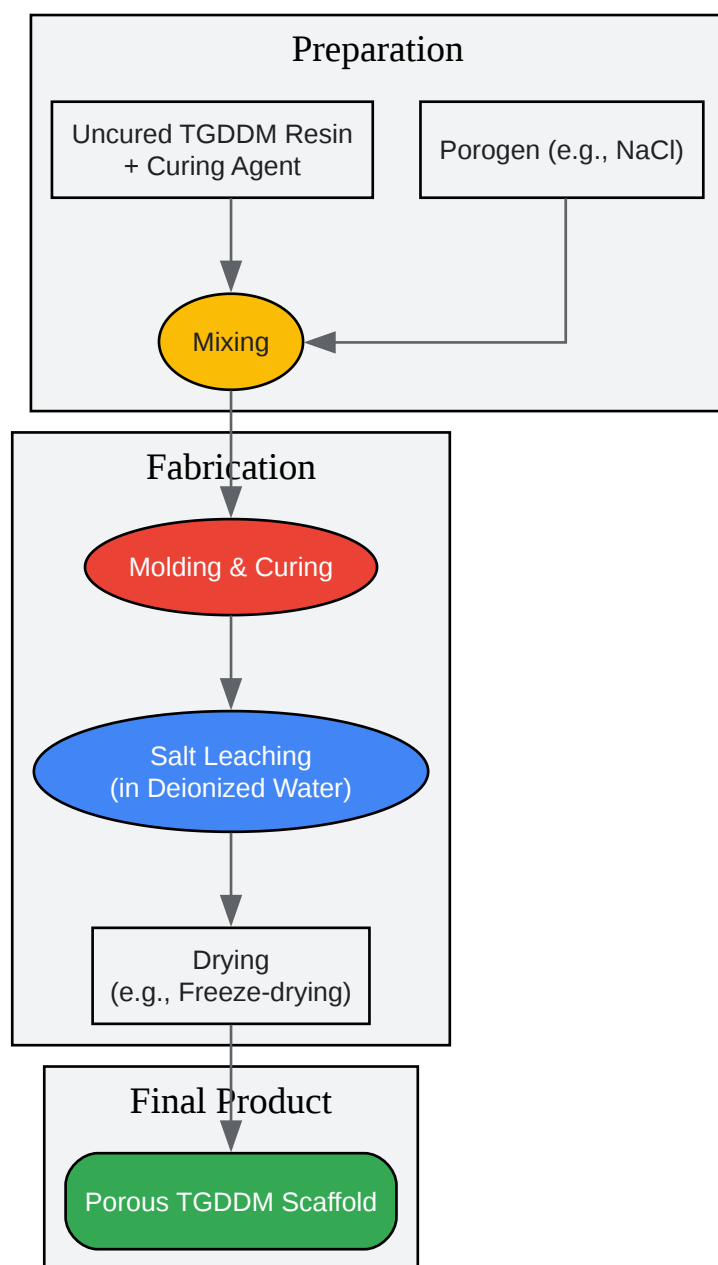 Preparation
Uncured TGDDM Resin
+ Curing Agent
Porogen (e.g., NaCl)
Mixing
Fabrication
Molding & Curing
Salt Leaching
(in Deionized Water)
Drying
(e.g., Freeze-drying)
Final Product
Porous TGDDM Scaffold